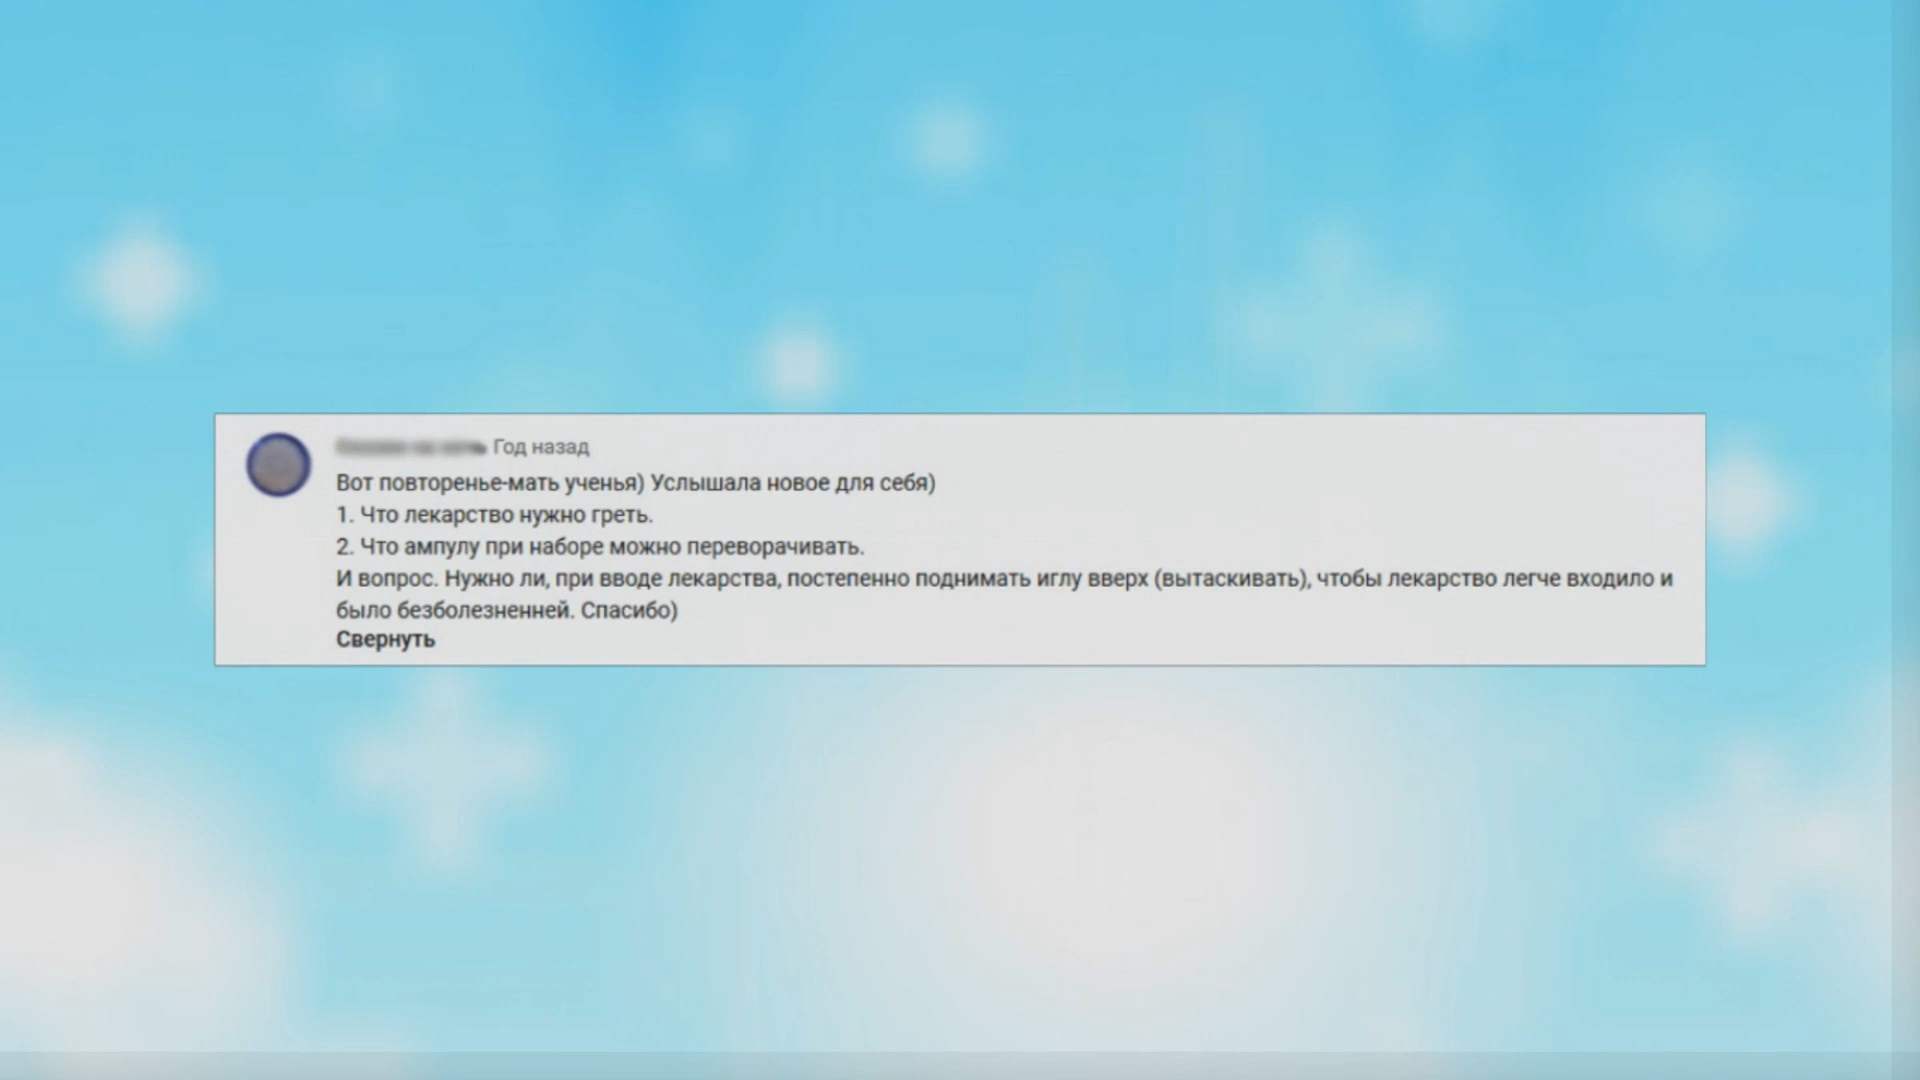 Год назад
Вот повторенье-мать ученья) Услышала новое для себя)
1. Что лекарство нужно греть.
2. Что ампулу при наборе можно переворачивать.
И вопрос. Нужно ли, при вводе лекарства, постепенно поднимать иглу вверх (вытаскивать), чтобы лекарство легче входило и
было безболезненней. Спасибо)
Свернуть